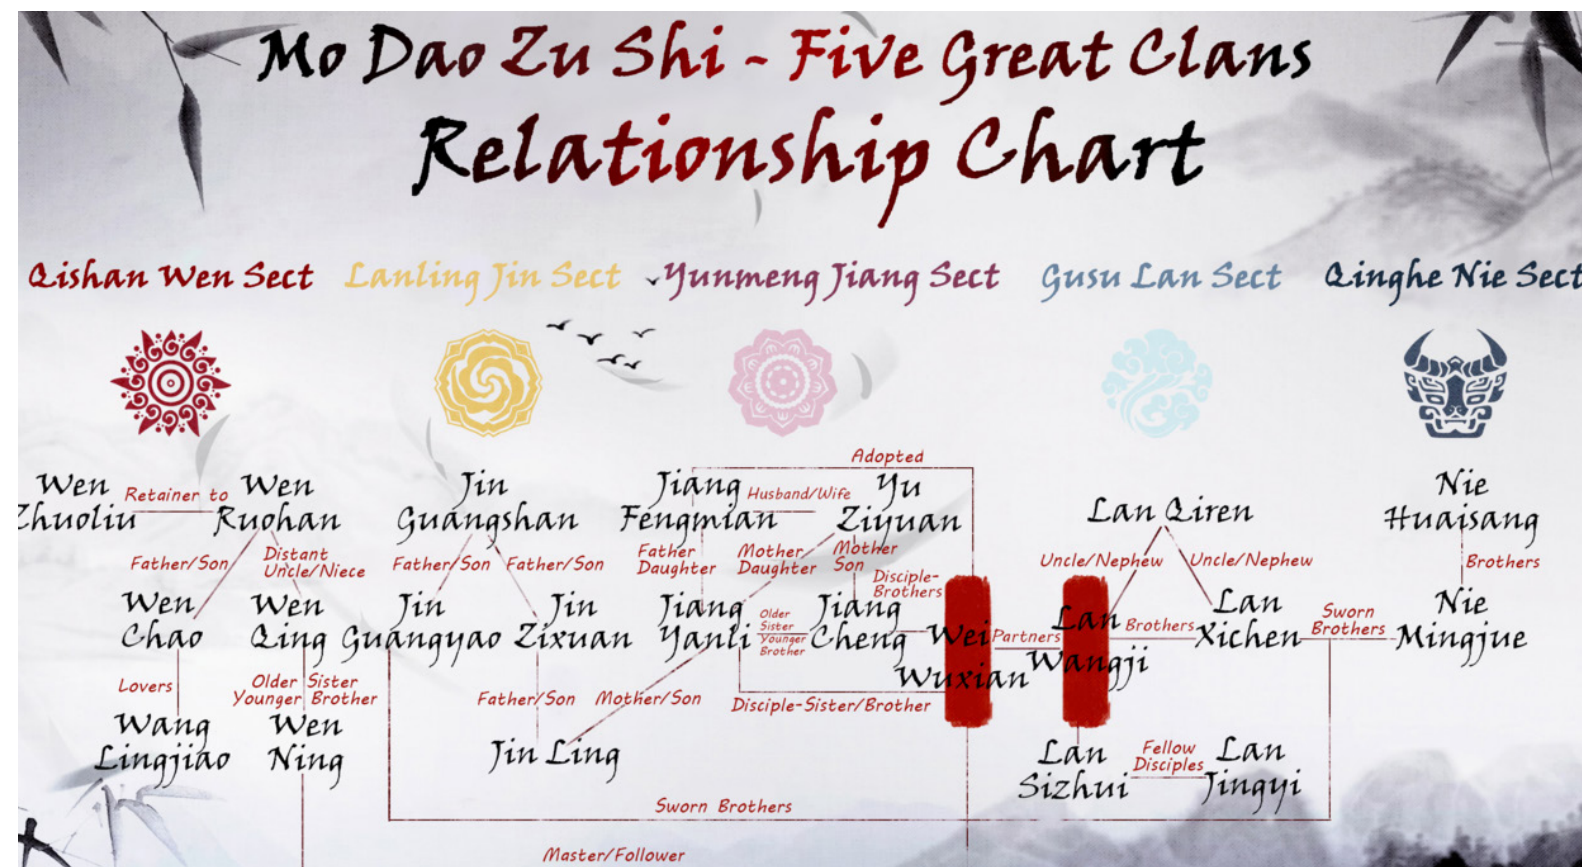 Mo Dao Zu Shi - Five Great Clans
Relationship Chart
Qishan Wen Sect
Lanling Jin Sect
Yunmeng Jiang Sect
Gusu Lan Sect
Qinghe Nie Sect
Adopted
Wen
Zhuoliu
Retainer to
Wen
Ruohan
Jin
Guangshan
Jiang
Fengmian
Husband/Wife
Yu
Ziyuan
Lan Qiren
Nie
Huaisang
Father/Son
Distant
Uncle/Niece
Father/Son
Father/Son
Father
Daughter
Mother
Daughter
Mother
Son
Disciple-
Brothers
Uncle/Nephew
Uncle/Nephew
Brothers
Wen
Chao
Wen
Qing
Jin
Guangyao
Jin
Zixuan
Jiang
Yanli
Older
Sister
Younger
Brother
Jiang
Cheng
Wei
Wuxian
Partners
Lan
Wangji
Brothers
Lan
Xichen
Sworn
Brothers
Nie
Mingjue
Lovers
Older Sister
Younger Brother
Father/Son
Mother/Son
Disciple-Sister/Brother
Wang
Lingjiao
Wen
Ning
Jin Ling
Lan
Sizhui
Fellow
Disciples
Lan
Jingyi
Sworn Brothers
Master/Follower